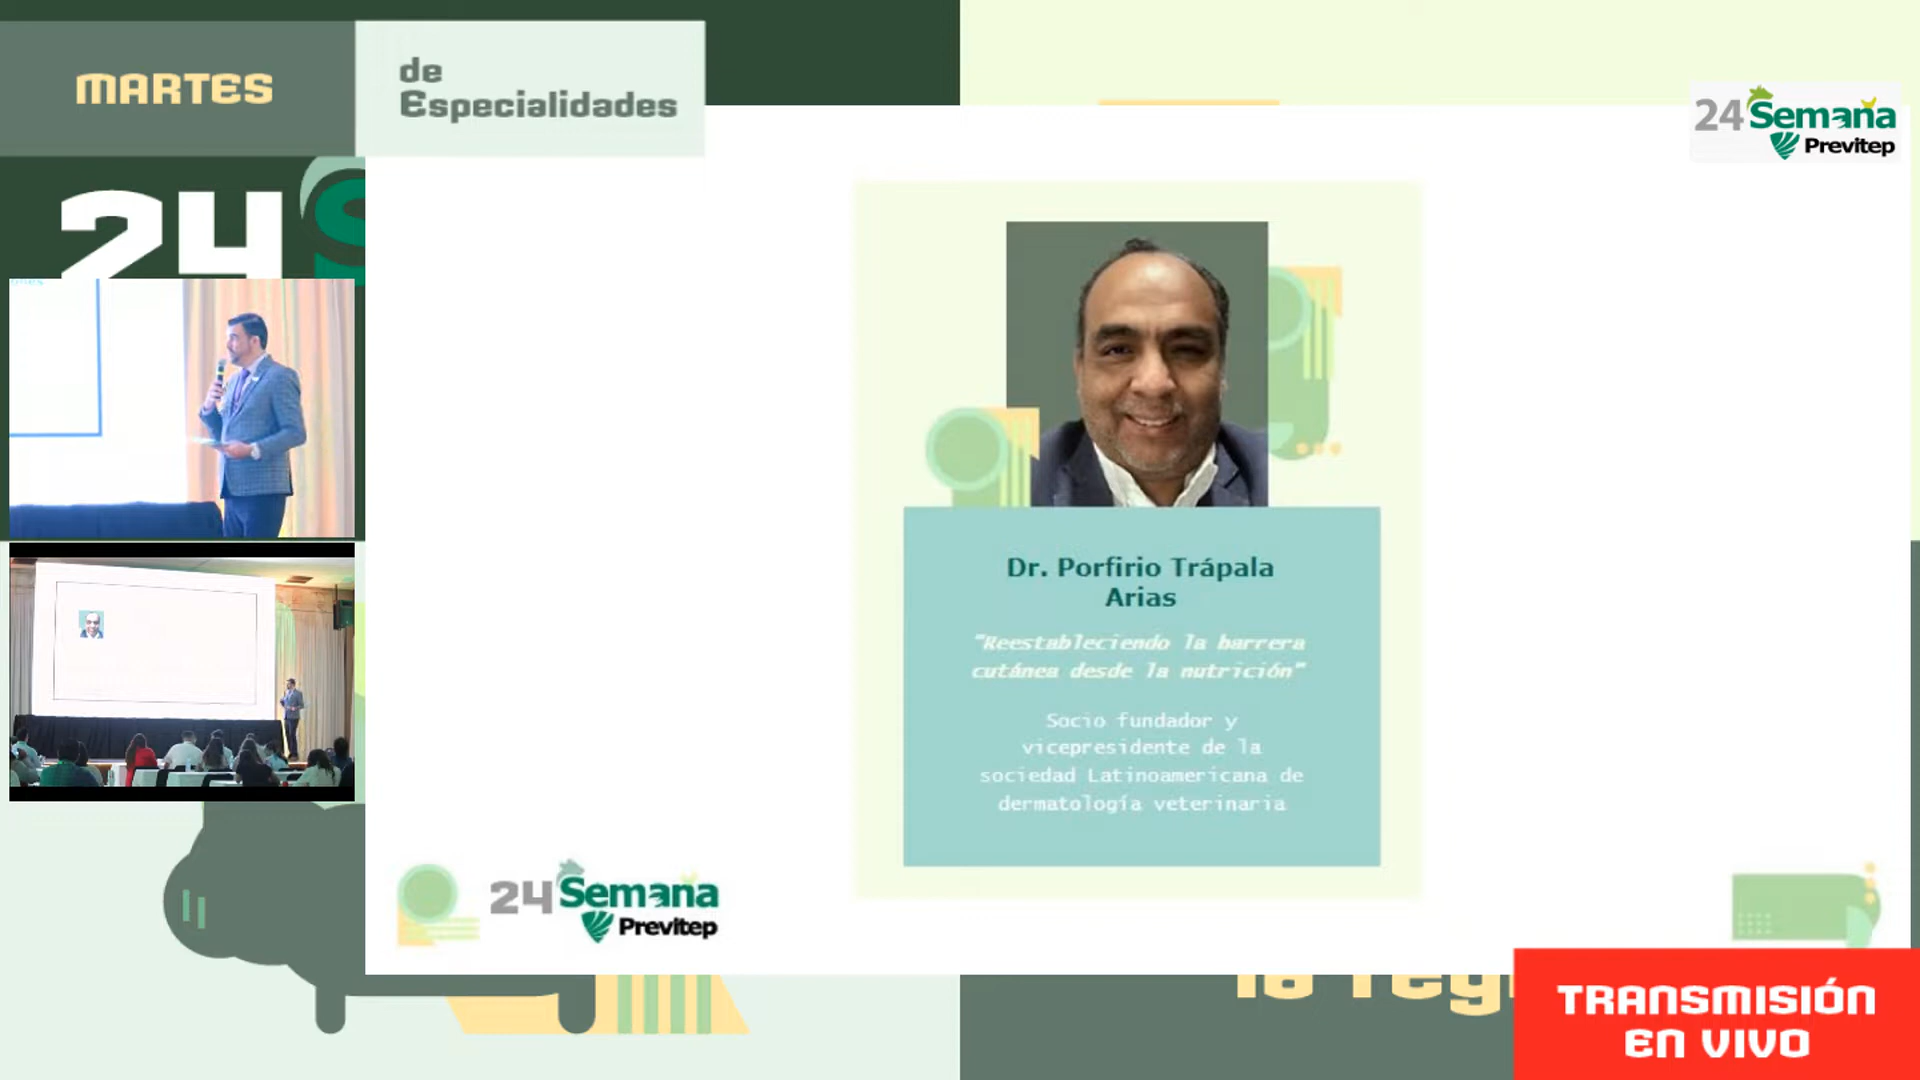 MARTES
de
Especialidades
24 Semana
Previtep
24
Dr. Porfirio Trápala
Arias
"Reestableciendo la barrera
cutánea desde la nutrición"
Socio fundador y
vicepresidente de la
sociedad Latinoamericana de
dermatología veterinaria
24 Semana
Previtep
TRANSMISIÓN
EN VIVO